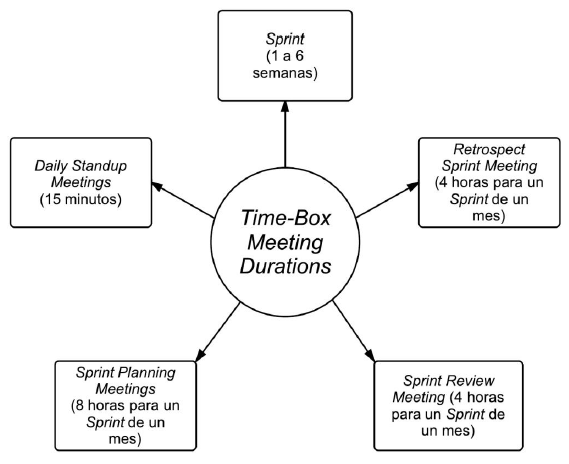 Sprint
(1 a 6
semanas)
Daily Standup
Meetings
(15 minutos)
Retrospect
Sprint Meeting
(4 horas para un
Sprint de un
mes)
Time-Box
Meeting
Durations
Sprint Planning
Meetings
(8 horas para un
Sprint de un
mes)
Sprint Review
Meeting (4 horas
para un Sprint de
un mes)